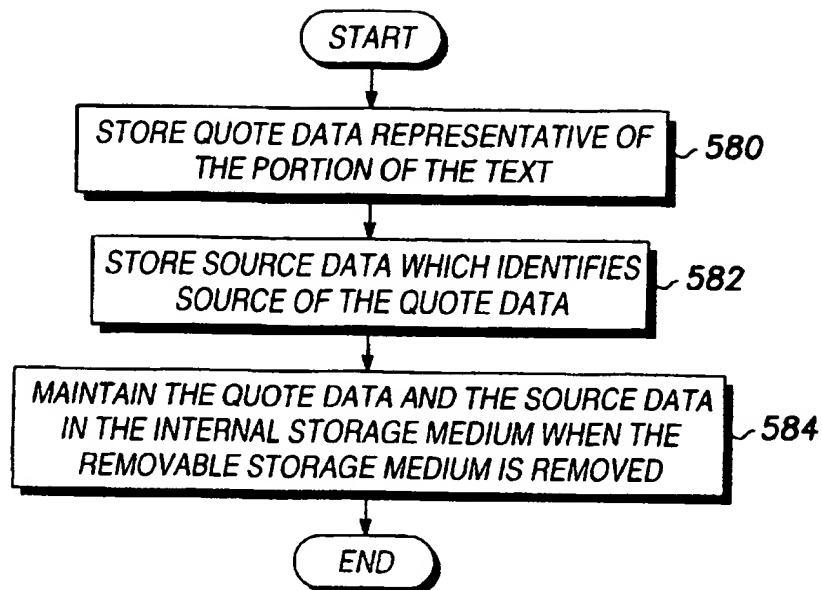 START
STORE QUOTE DATA REPRESENTATIVE OF
THE PORTION OF THE TEXT
580
STORE SOURCE DATA WHICH IDENTIFIES
SOURCE OF THE QUOTE DATA
582
MAINTAIN THE QUOTE DATA AND THE SOURCE DATA
IN THE INTERNAL STORAGE MEDIUM WHEN THE
REMOVABLE STORAGE MEDIUM IS REMOVED
584
END